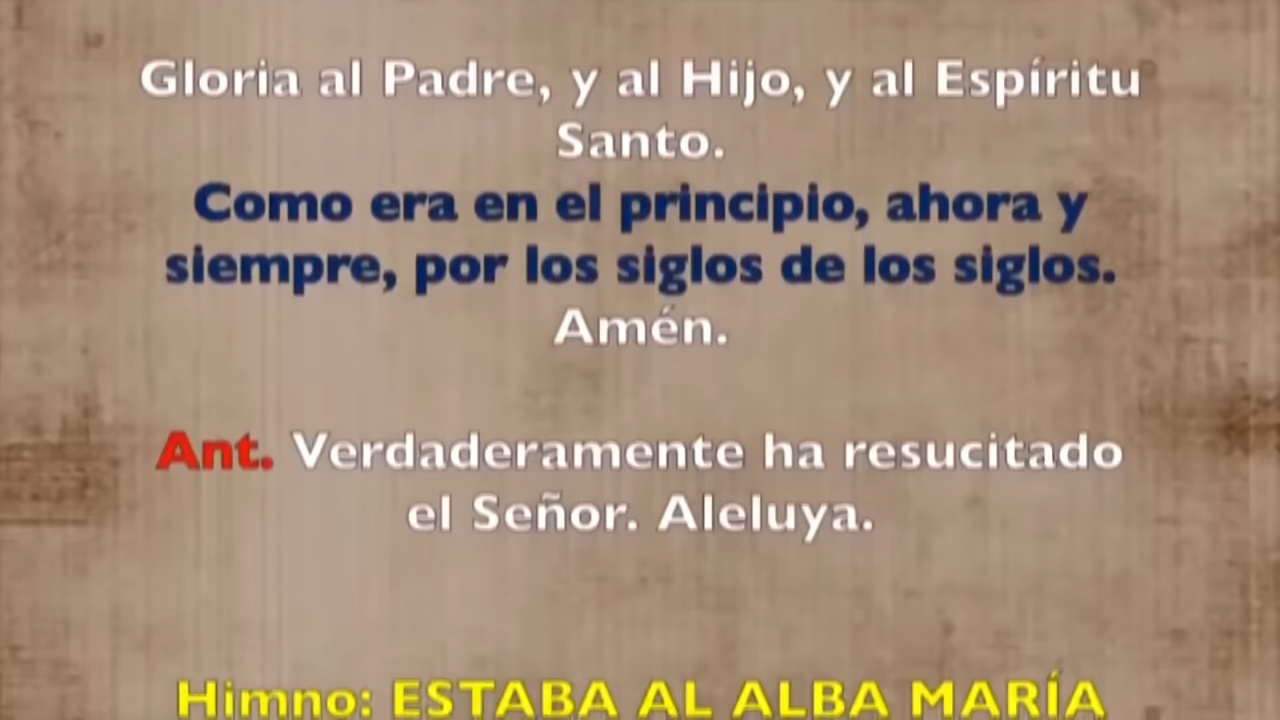 Gloria al Padre, y al Hijo, y al Espíritu
Santo.
Como era en el principio, ahora y
siempre, por los siglos de los siglos.
Amén.
Ant. Verdaderamente ha resucitado
el Señor. Aleluya.
Himno: ESTABA AL ALBA MARÍA